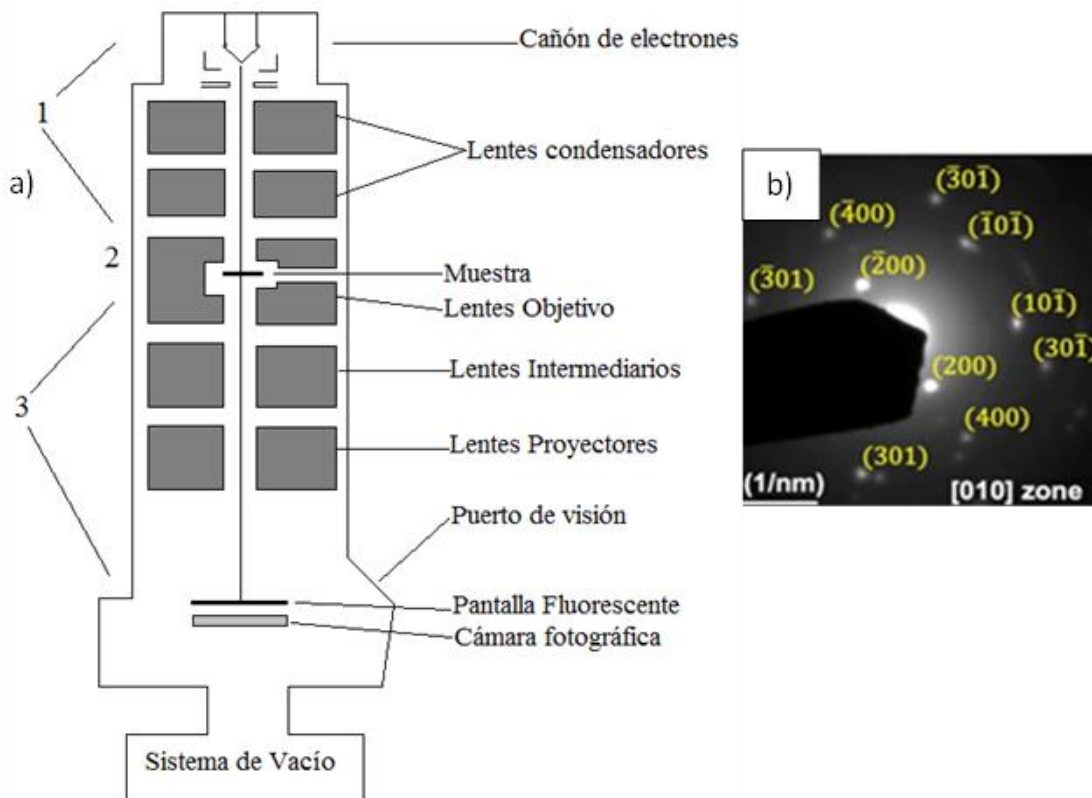 Cañón de electrones
1
Lentes condensadores
a)
2
Muestra
Lentes Objetivo
Lentes Intermediarios
3
Lentes Proyectores
Puerto de visión
Pantalla Fluorescente
Cámara fotográfica
Sistema de Vacío
b)
(3̅01̅)
(4̅00)
(1̅01̅)
(2̅00)
(3̅01)
(101̅)
(301̅)
(200)
(400)
(301)
(1/nm)
[010] zone